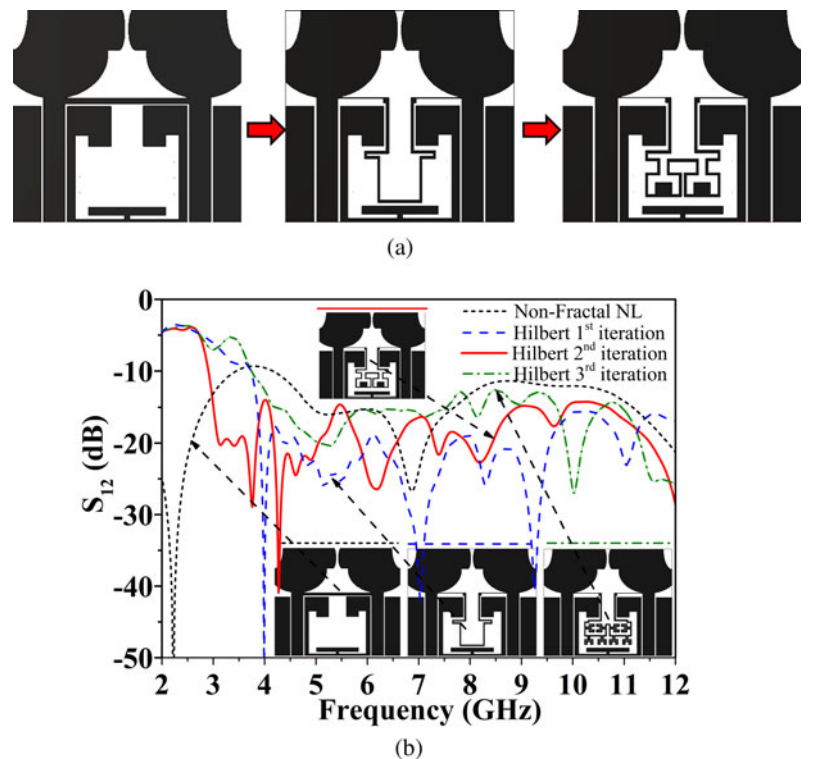 (a)
0
-10
-20
-30
-40
-50
S12 (dB)
Non-Fractal NL
Hilbert 1st iteration
Hilbert 2nd iteration
Hilbert 3rd iteration
2 3 4 5 6 7 8 9 10 11 12
Frequency (GHz)
(b)